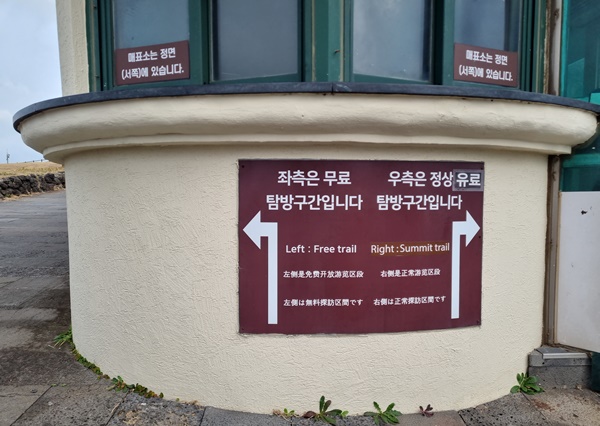 매표소는 정면
(서쪽)에 있습니다.
매표소는 정면
(서쪽)에 있습니다.
좌측은 무료
탐방구간입니다
Left : Free trail
左侧是免费开放游览区段
左側は無料探訪区間です
우측은 정상 유료
탐방구간입니다
Right : Summit trail
右侧是正常游览区段
右側は正常探訪区間です